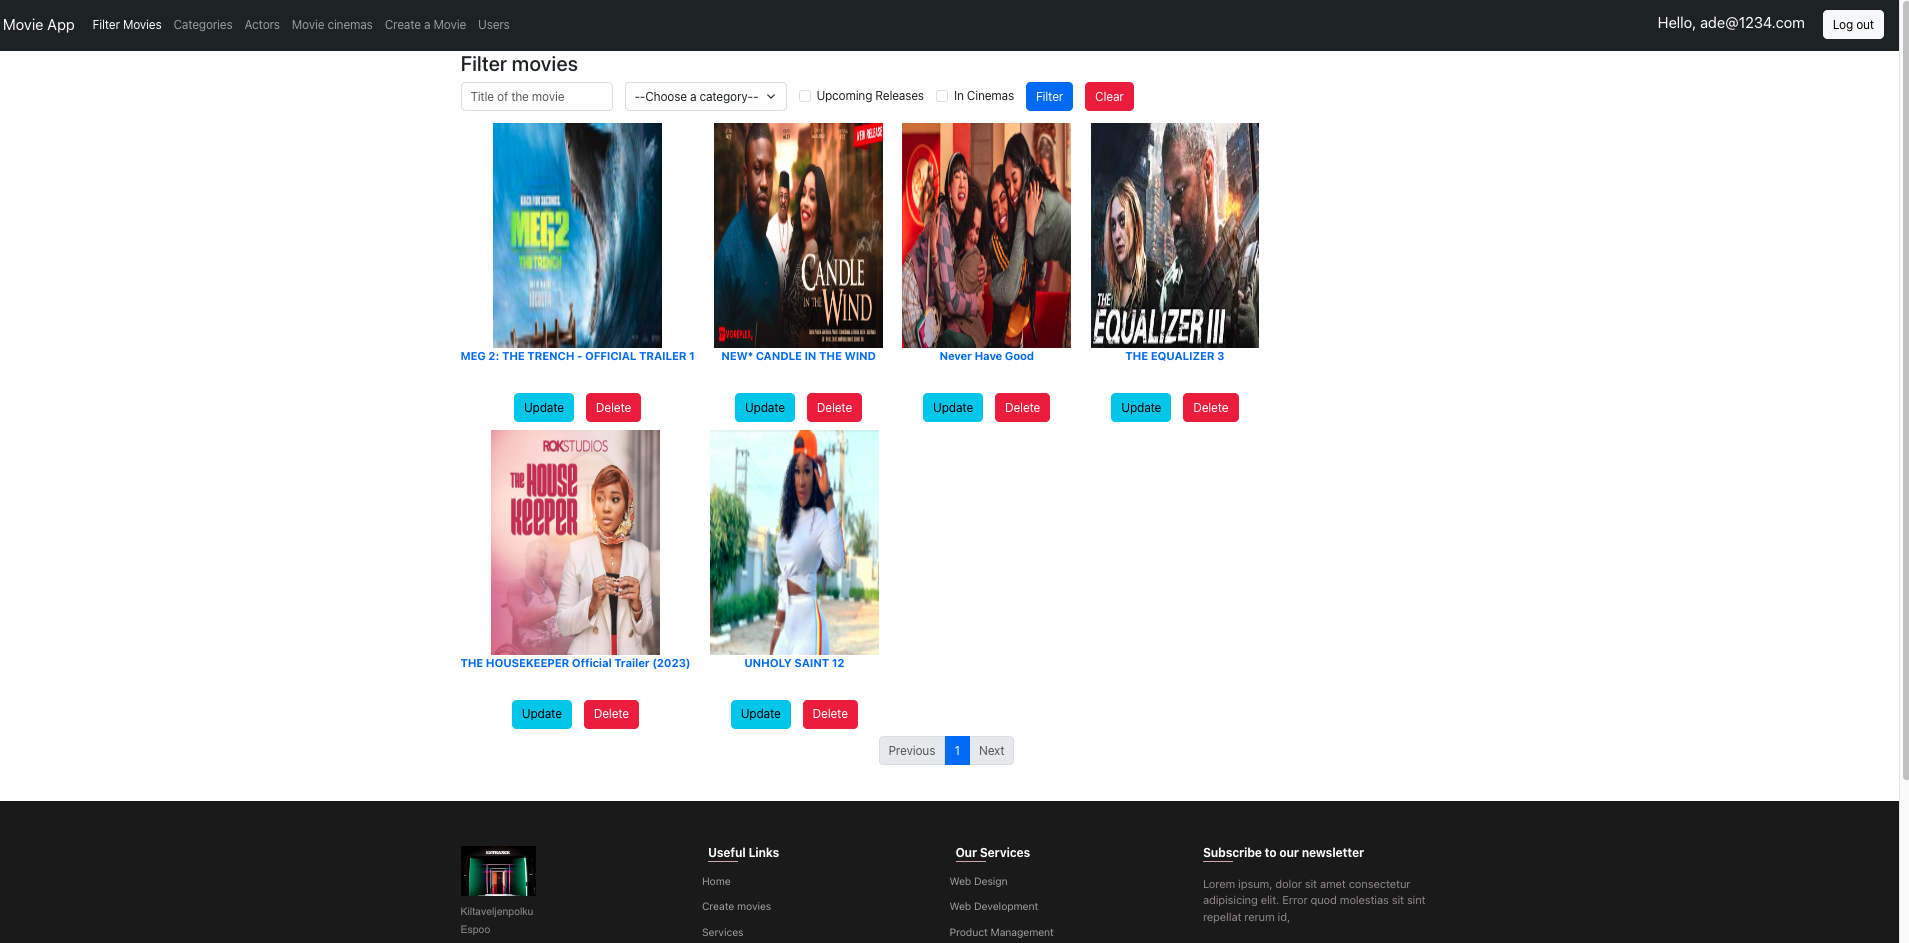 Movie App Filter Movies Categories Actors Movie cinemas Create a Movie Users Hello, ade@1234.com Log out
Filter movies
Title of the movie --Choose a category-- Upcoming Releases In Cinemas Filter Clear
BACK FOR SECONDS.
MEG2
THE TRENCH
NEW RELEASE
CANDLE
IN THE
WIND
THE
EQUALIZER III
MEG 2: THE TRENCH - OFFICIAL TRAILER 1 NEW* CANDLE IN THE WIND Never Have Good THE EQUALIZER 3
Update Delete Update Delete Update Delete Update Delete
ROKSTUDIOS
THE HOUSE
KEEPER
THE HOUSEKEEPER Official Trailer (2023) UNHOLY SAINT 12
Update Delete Update Delete
Previous 1 Next
Useful Links Our Services Subscribe to our newsletter
Home Web Design Lorem ipsum, dolor sit amet consectetur
adipisicing elit. Error quod molestias sit sint
repellat rerum id,
Kiltaveljenpolku Create movies Web Development
Espoo Services Product Management